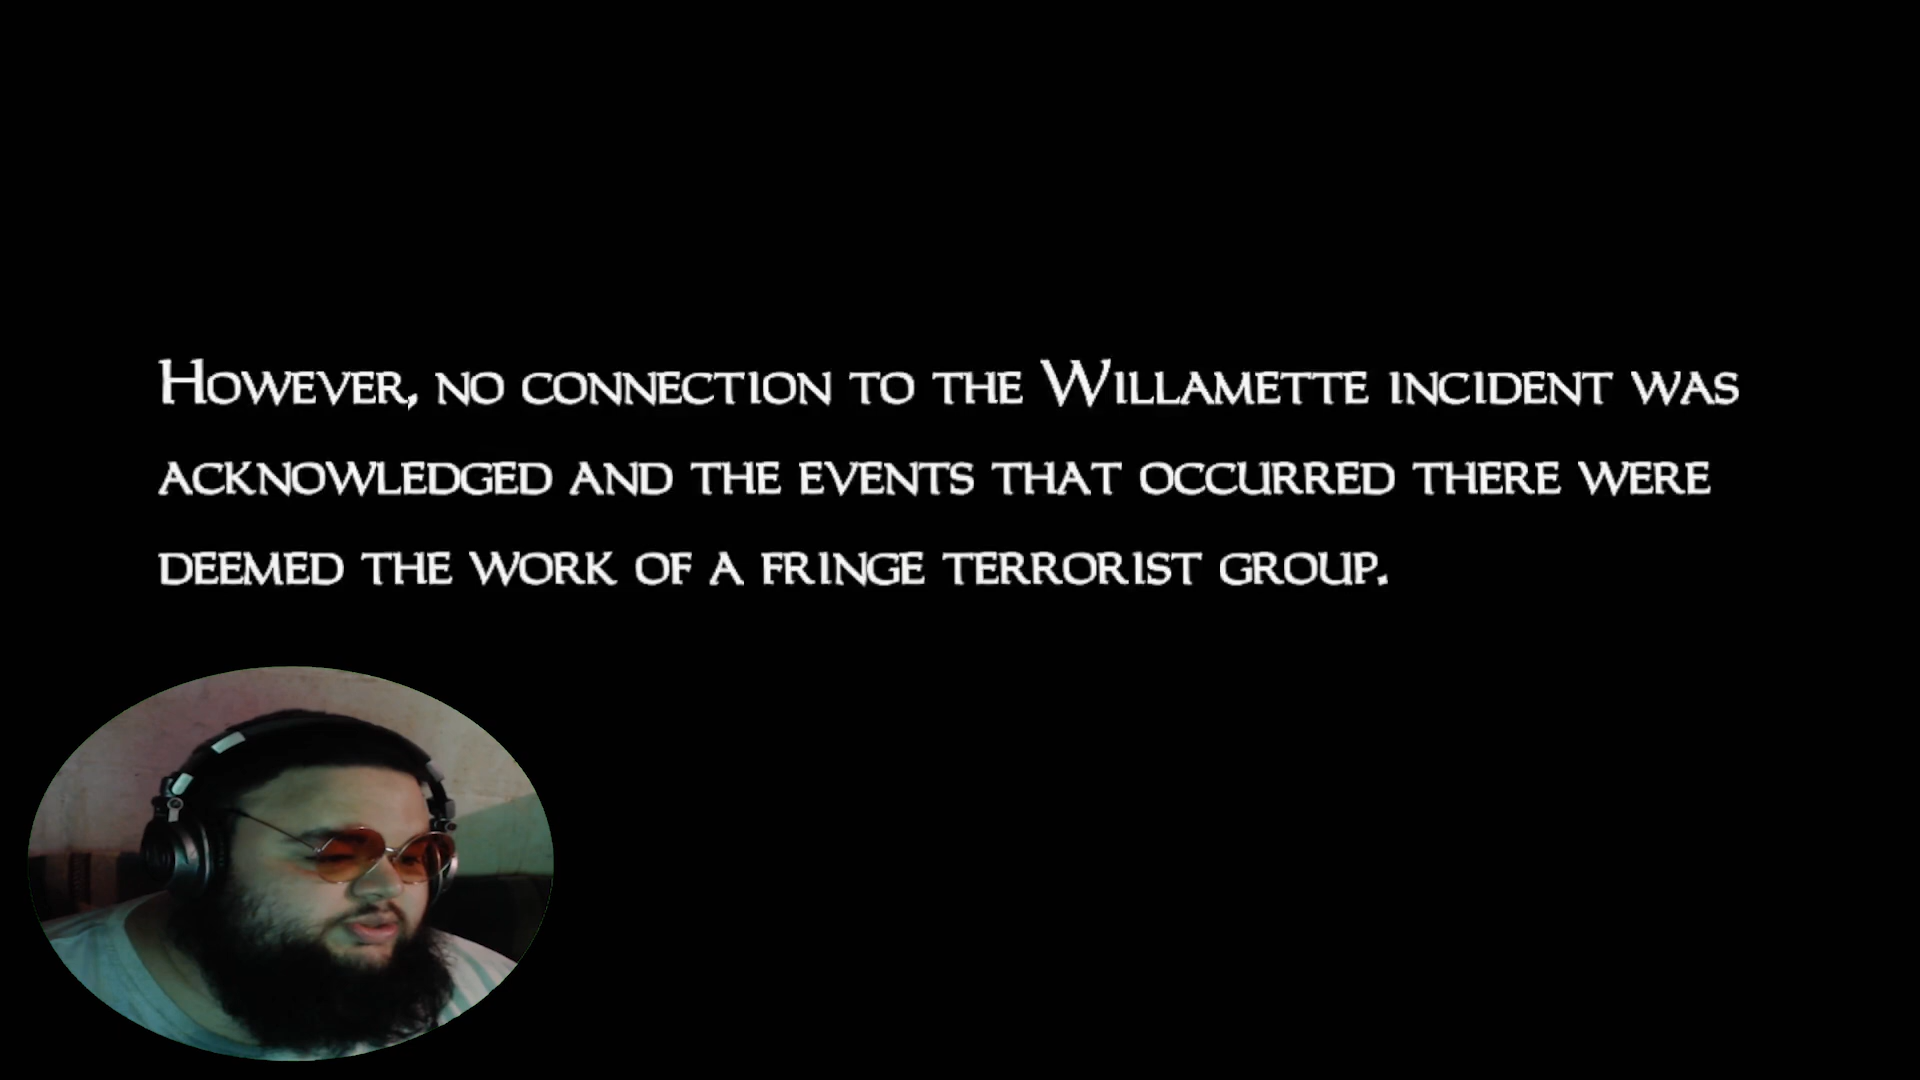 However, no connection to the Willamette incident was
acknowledged and the events that occurred there were
deemed the work of a fringe terrorist group.